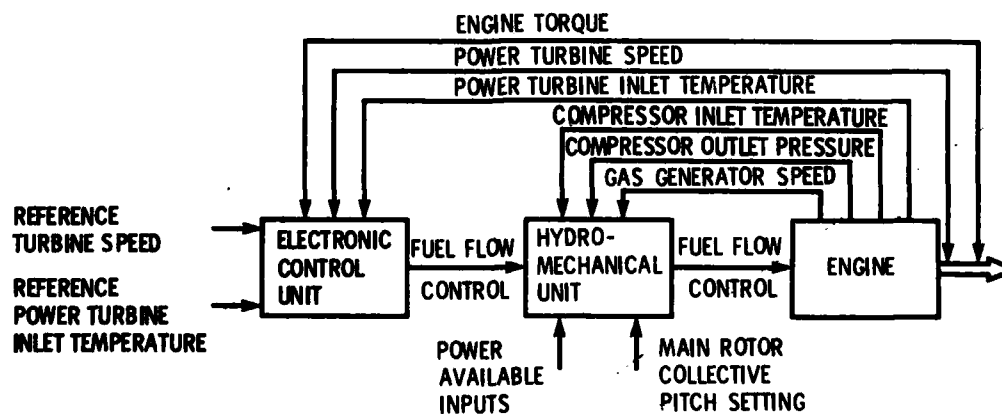 ENGINE TORQUE
POWER TURBINE SPEED
POWER TURBINE INLET TEMPERATURE
COMPRESSOR INLET TEMPERATURE
COMPRESSOR OUTLET PRESSURE
GAS GENERATOR SPEED
REFERENCE
TURBINE SPEED
REFERENCE
POWER TURBINE
INLET TEMPERATURE
ELECTRONIC
CONTROL
UNIT
FUEL FLOW
CONTROL
HYDRO-
MECHANICAL
UNIT
FUEL FLOW
CONTROL
ENGINE
POWER
AVAILABLE
INPUTS
MAIN ROTOR
COLLECTIVE
PITCH SETTING